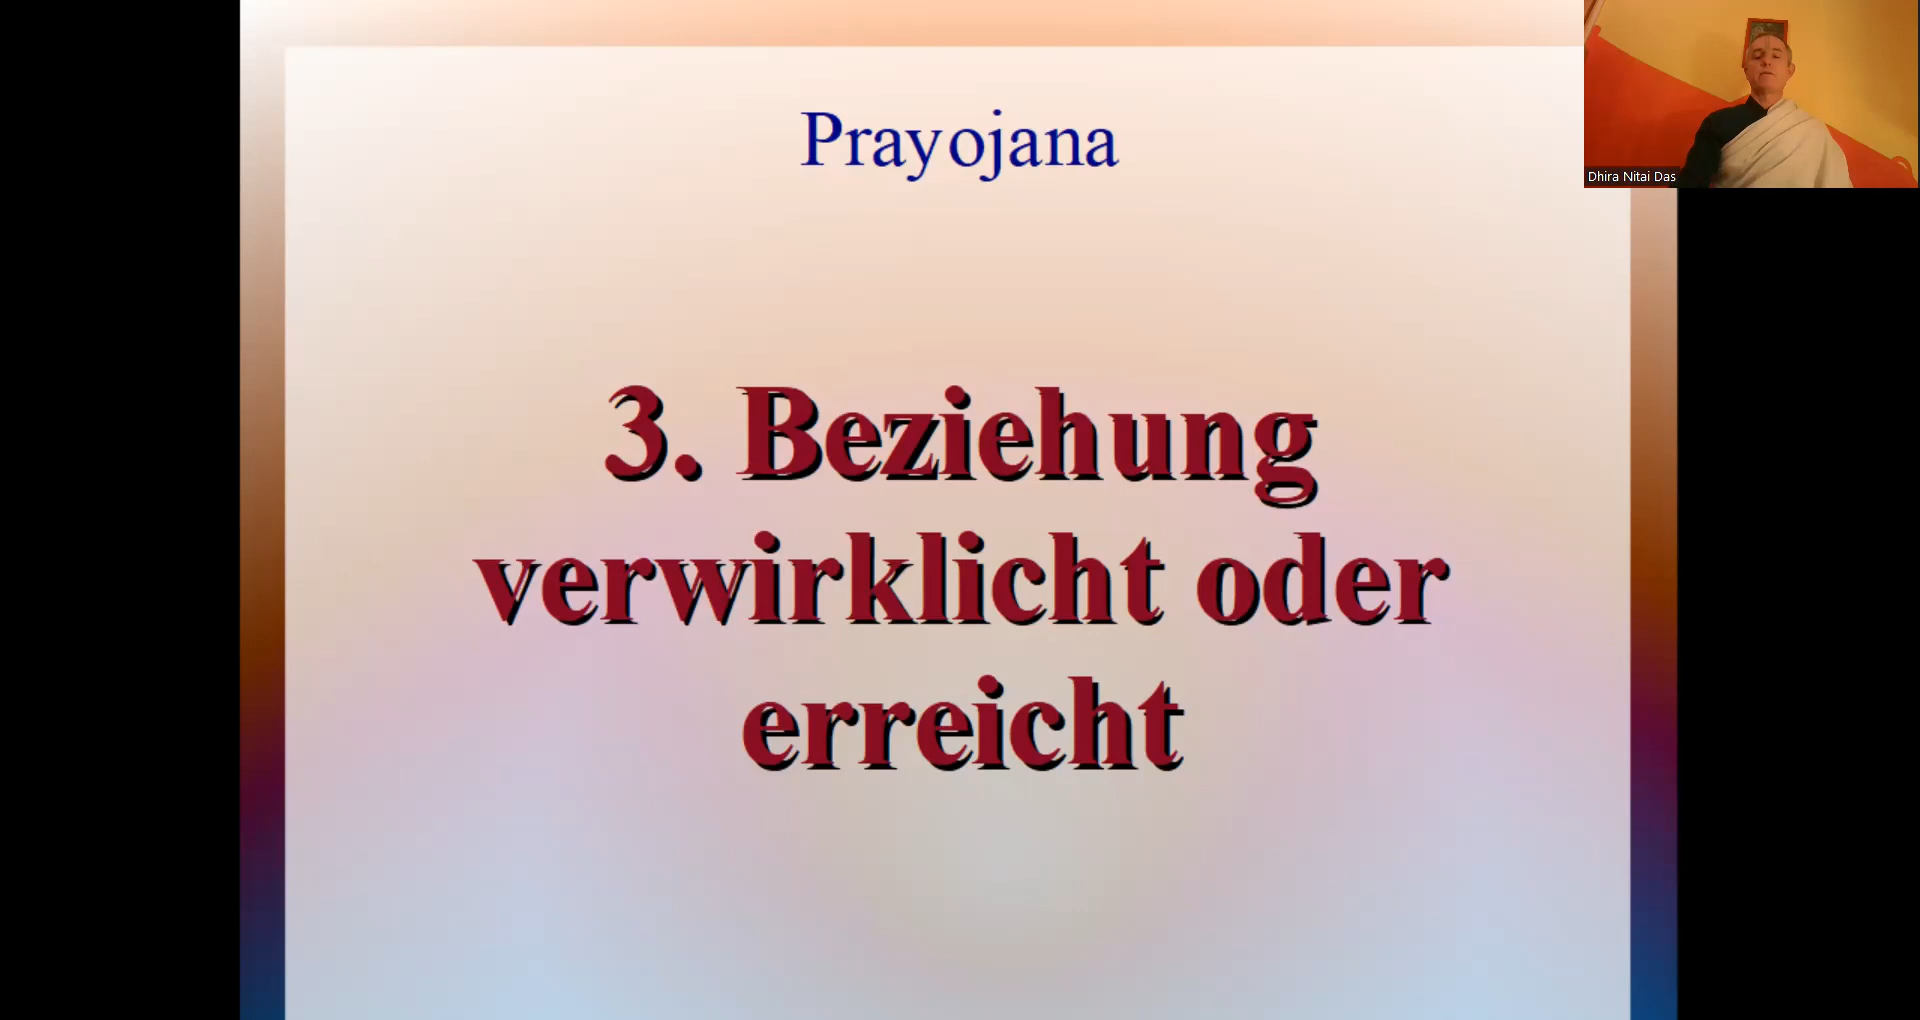 Prayojana
3. Beziehung
verwirklicht oder
erreicht
Dhira Nitai Das